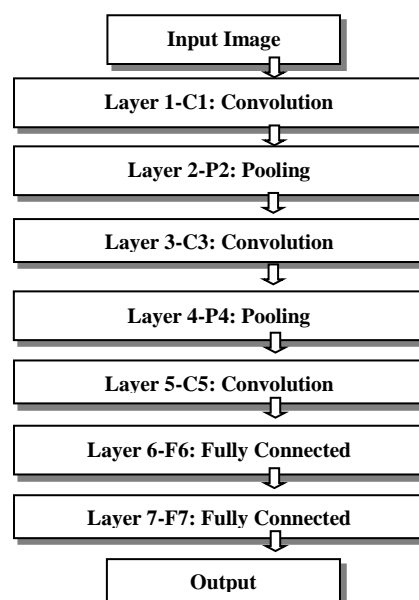 Input Image
Layer 1-C1: Convolution
Layer 2-P2: Pooling
Layer 3-C3: Convolution
Layer 4-P4: Pooling
Layer 5-C5: Convolution
Layer 6-F6: Fully Connected
Layer 7-F7: Fully Connected
Output